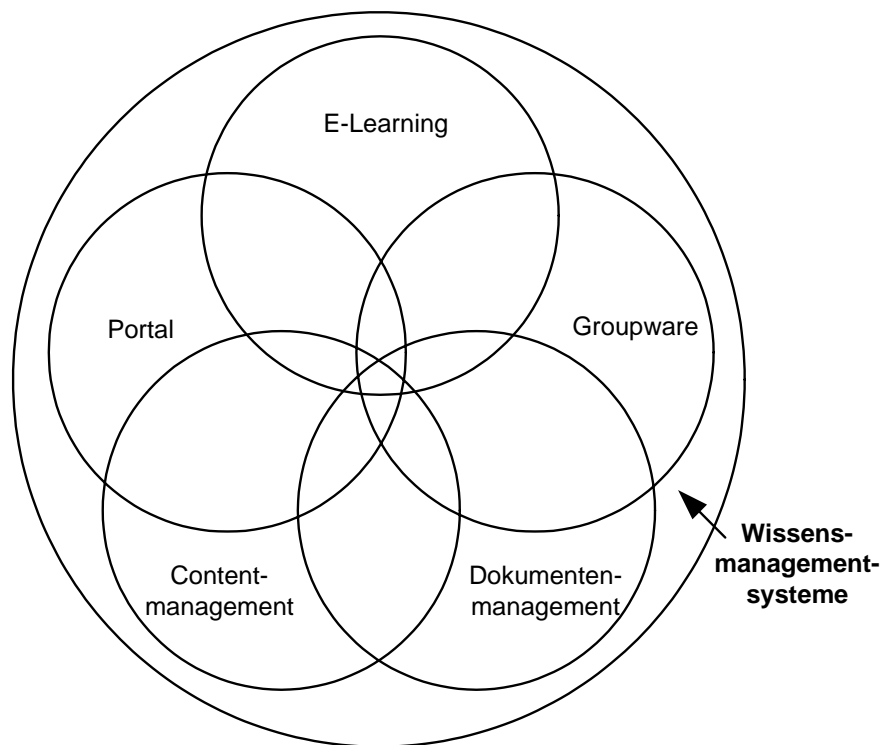 E-Learning
Portal
Groupware
Content-
management
Dokumenten-
management
Wissens-
management-
systeme